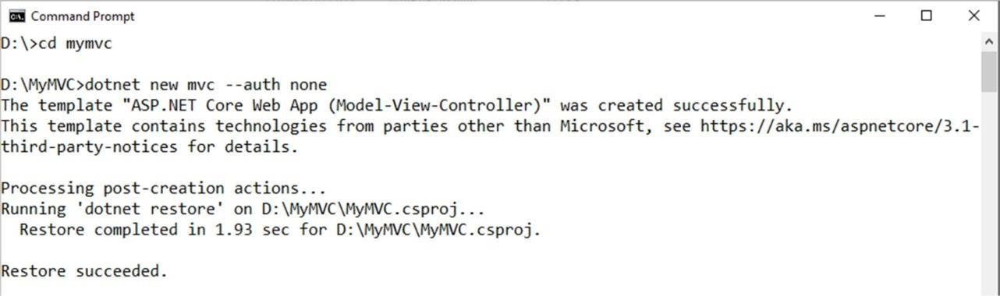 Command Prompt
D:\>cd mymvc
D:\MyMVC>dotnet new mvc --auth none
The template "ASP.NET Core Web App (Model-View-Controller)" was created successfully.
This template contains technologies from parties other than Microsoft, see https://aka.ms/aspnetcore/3.1-
third-party-notices for details.
Processing post-creation actions...
Running 'dotnet restore' on D:\MyMVC\MyMVC.csproj...
Restore completed in 1.93 sec for D:\MyMVC\MyMVC.csproj.
Restore succeeded.